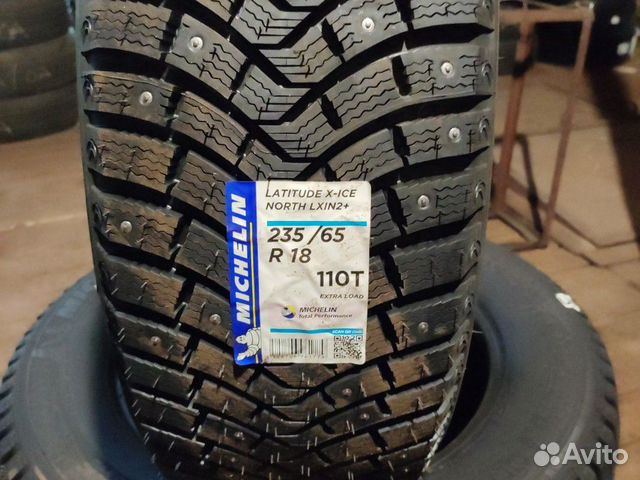 MICHELIN
LATITUDE X-ICE
NORTH LXIN2+
235/65
R 18
110T
EXTRA LOAD
MICHELIN
Total Performance
Avito